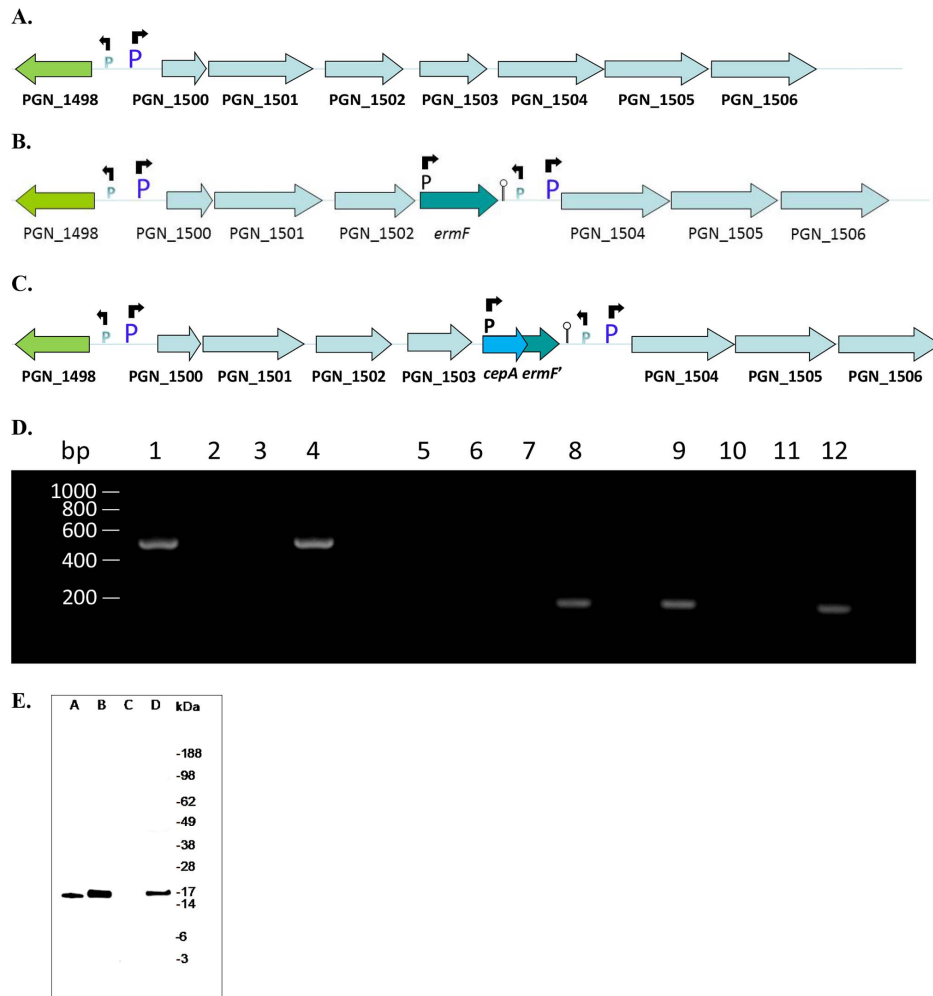 A.
P P
PGN_1498 PGN_1500 PGN_1501 PGN_1502 PGN_1503 PGN_1504 PGN_1505 PGN_1506
B.
P P P P P
PGN_1498 PGN_1500 PGN_1501 PGN_1502 ermF PGN_1504 PGN_1505 PGN_1506
C.
P P P P P
PGN_1498 PGN_1500 PGN_1501 PGN_1502 PGN_1503 cepA ermF' PGN_1504 PGN_1505 PGN_1506
D.
bp 1 2 3 4 5 6 7 8 9 10 11 12
1000
800
600
400
200
E.
A B C D kDa
-188
-98
-62
-49
-38
-28
-17
-14
-6
-3